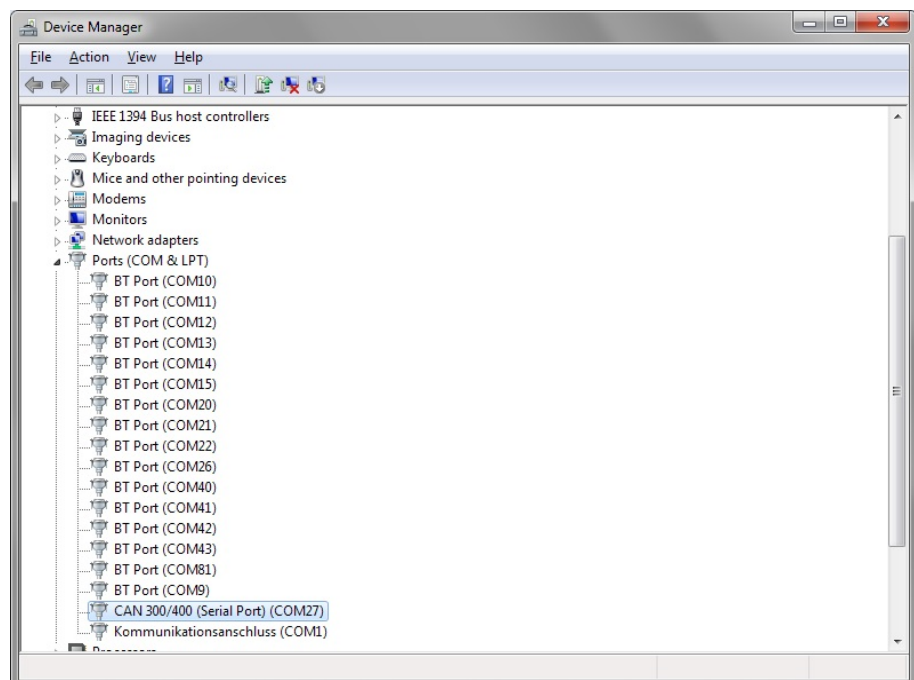 Device Manager
File Action View Help
IEEE 1394 Bus host controllers
Imaging devices
Keyboards
Mice and other pointing devices
Modems
Monitors
Network adapters
Ports (COM & LPT)
BT Port (COM10)
BT Port (COM11)
BT Port (COM12)
BT Port (COM13)
BT Port (COM14)
BT Port (COM15)
BT Port (COM20)
BT Port (COM21)
BT Port (COM22)
BT Port (COM26)
BT Port (COM40)
BT Port (COM41)
BT Port (COM42)
BT Port (COM43)
BT Port (COM81)
BT Port (COM9)
CAN 300/400 (Serial Port) (COM27)
Kommunikationsanschluss (COM1)